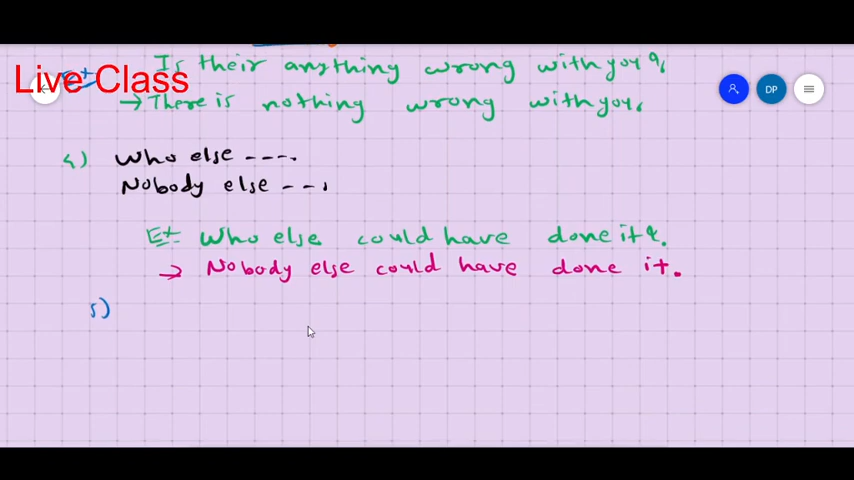 Live Class
Ex Is their anything wrong with you?
→ There is nothing wrong with you.
DP
4) Who else ----.
Nobody else ---.
Ex:- Who else could have done it?.
→ Nobody else could have done it.
5)